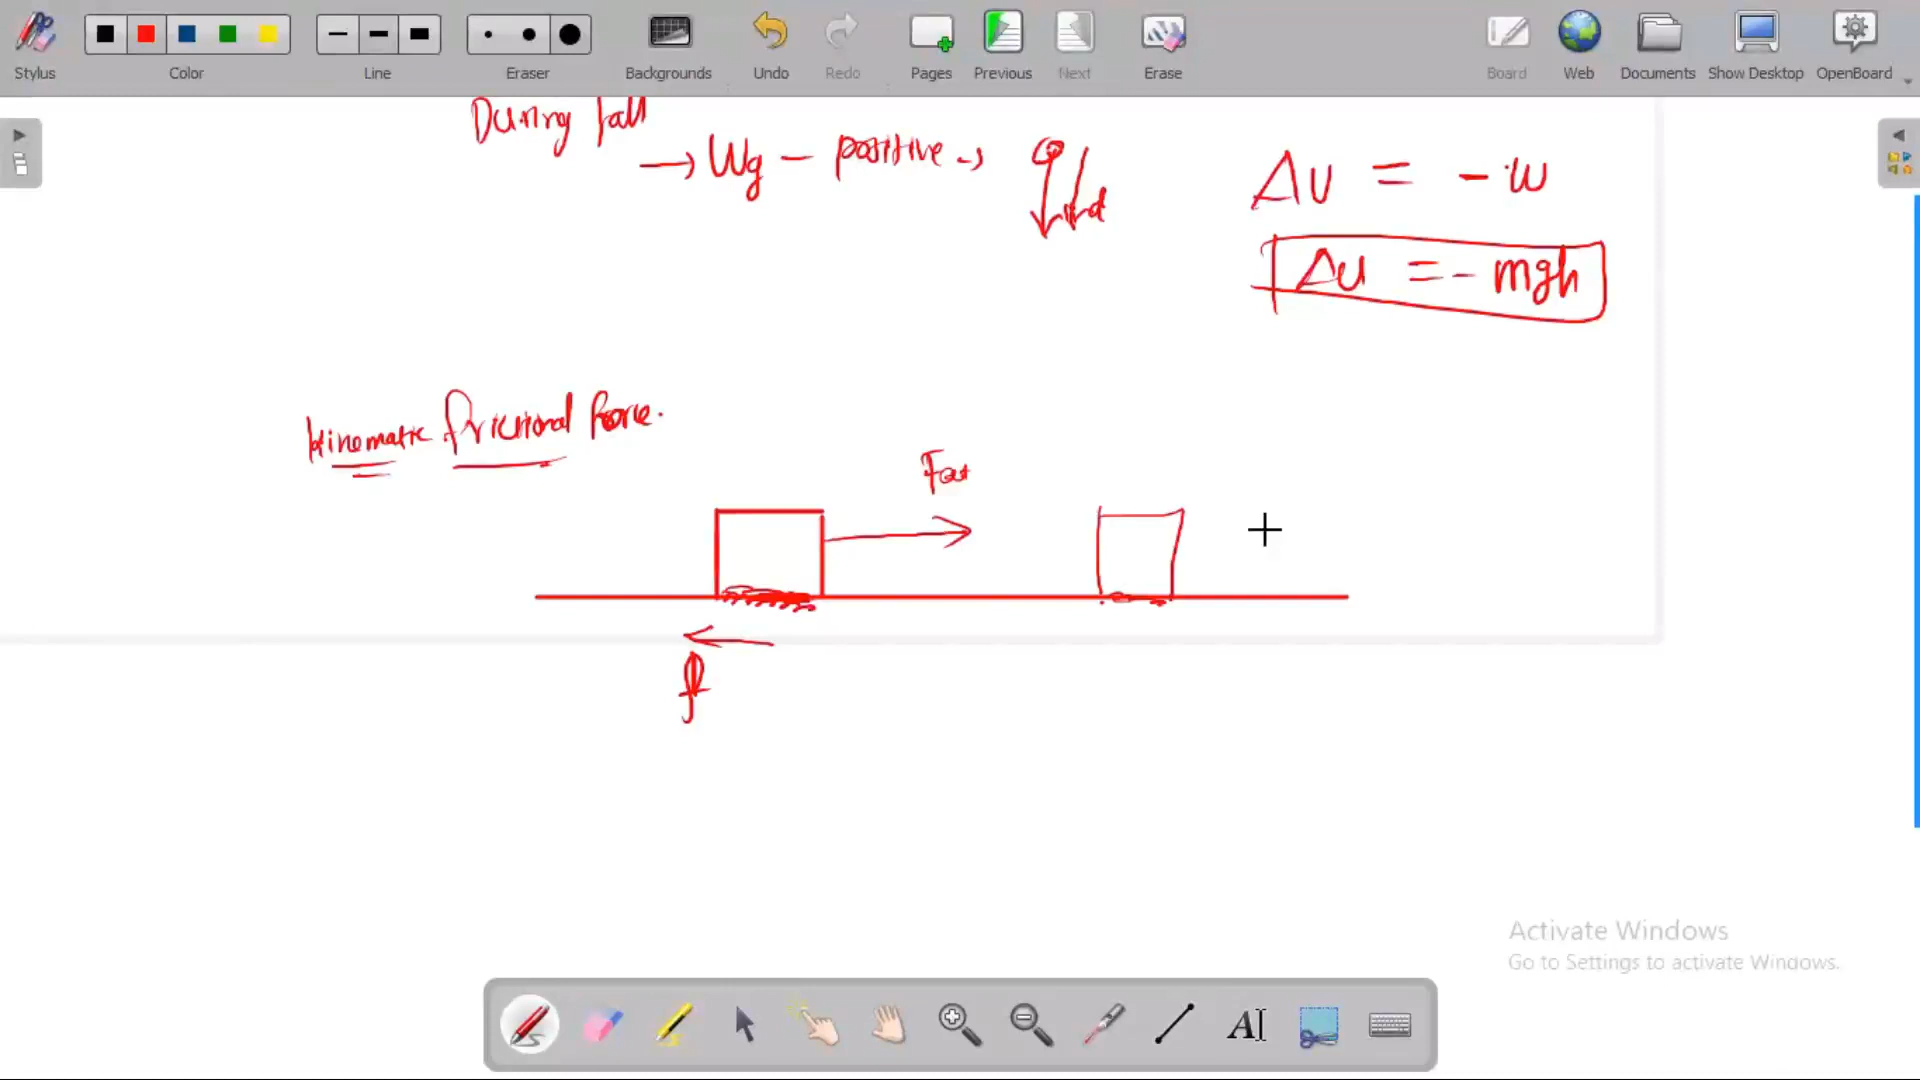 Stylus
Color
Line
Eraser
Backgrounds
Undo
Redo
Pages
Previous
Next
Erase
Board
Web
Documents
Show Desktop
OpenBoard
During fall
→ Wg – positive →
ΔU = - W
ΔU = - mgh
kinematic frictional force.
f
Activate Windows
Go to Settings to activate Windows.